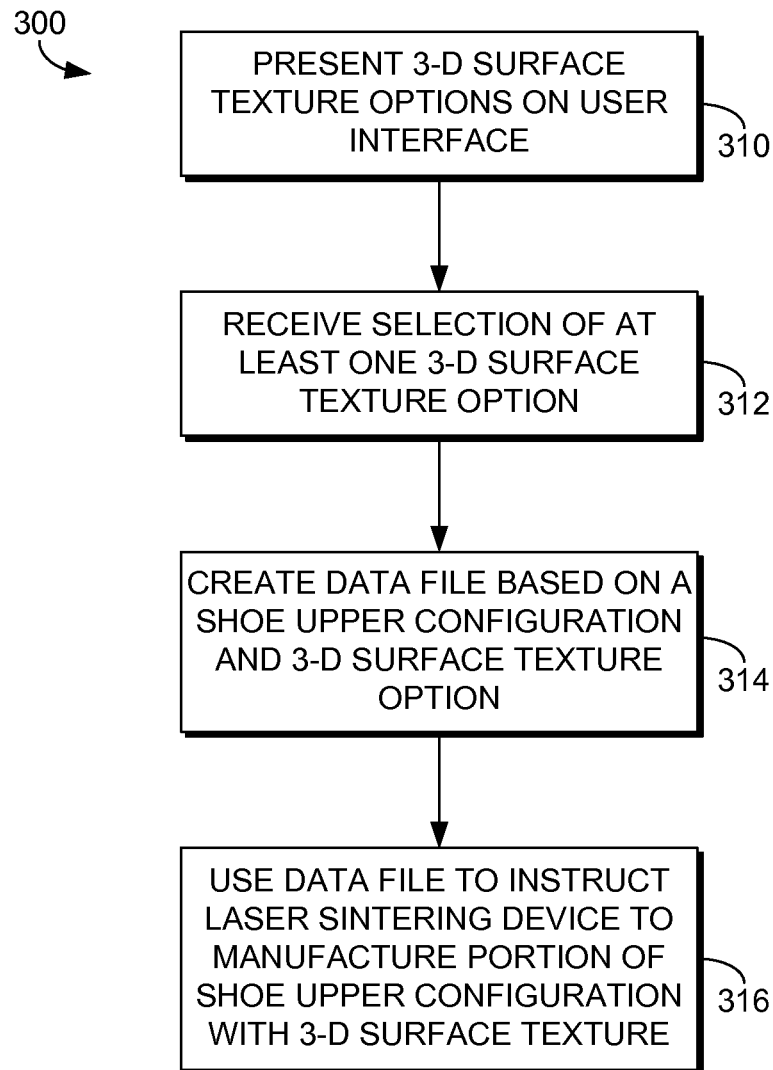 300
PRESENT 3-D SURFACE
TEXTURE OPTIONS ON USER
INTERFACE
310
RECEIVE SELECTION OF AT
LEAST ONE 3-D SURFACE
TEXTURE OPTION
312
CREATE DATA FILE BASED ON A
SHOE UPPER CONFIGURATION
AND 3-D SURFACE TEXTURE
OPTION
314
USE DATA FILE TO INSTRUCT
LASER SINTERING DEVICE TO
MANUFACTURE PORTION OF
SHOE UPPER CONFIGURATION
WITH 3-D SURFACE TEXTURE
316